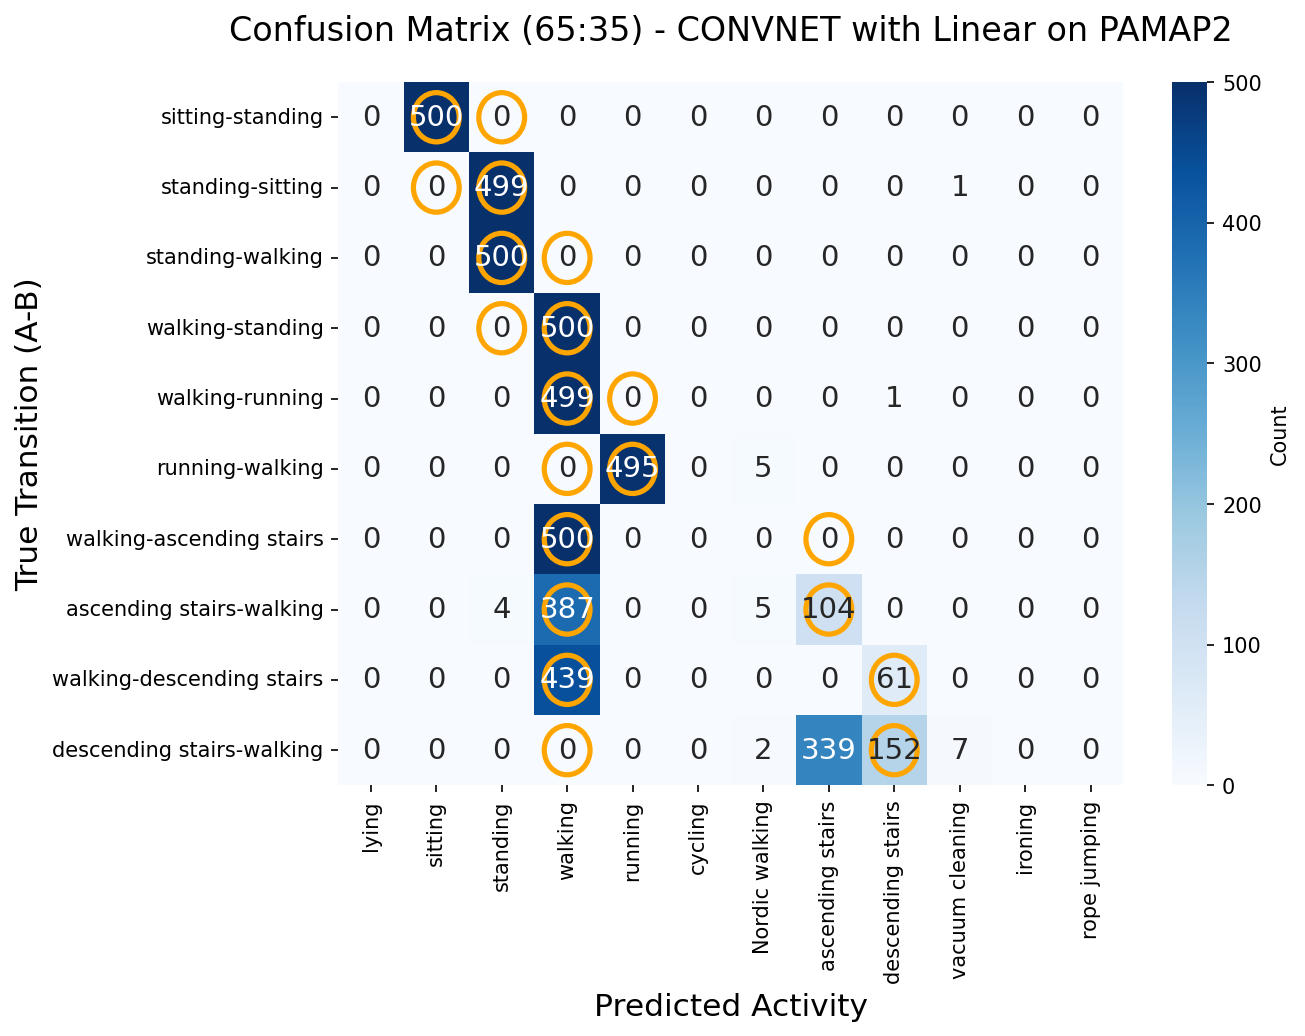 Confusion Matrix (65:35) - CONVNET with Linear on PAMAP2
True Transition (A-B)
sitting-standing 0 500 0 0 0 0 0 0 0 0 0 0
standing-sitting 0 0 499 0 0 0 0 0 0 1 0 0
standing-walking 0 0 500 0 0 0 0 0 0 0 0 0
walking-standing 0 0 0 500 0 0 0 0 0 0 0 0
walking-running 0 0 0 499 0 0 0 0 1 0 0 0
running-walking 0 0 0 0 495 0 5 0 0 0 0 0
walking-ascending stairs 0 0 0 500 0 0 0 0 0 0 0 0
ascending stairs-walking 0 0 4 387 0 0 5 104 0 0 0 0
walking-descending stairs 0 0 0 439 0 0 0 0 61 0 0 0
descending stairs-walking 0 0 0 0 0 0 2 339 152 7 0 0
lying
sitting
standing
walking
running
cycling
Nordic walking
ascending stairs
descending stairs
vacuum cleaning
ironing
rope jumping
Predicted Activity
500
400
300
200
100
0
Count